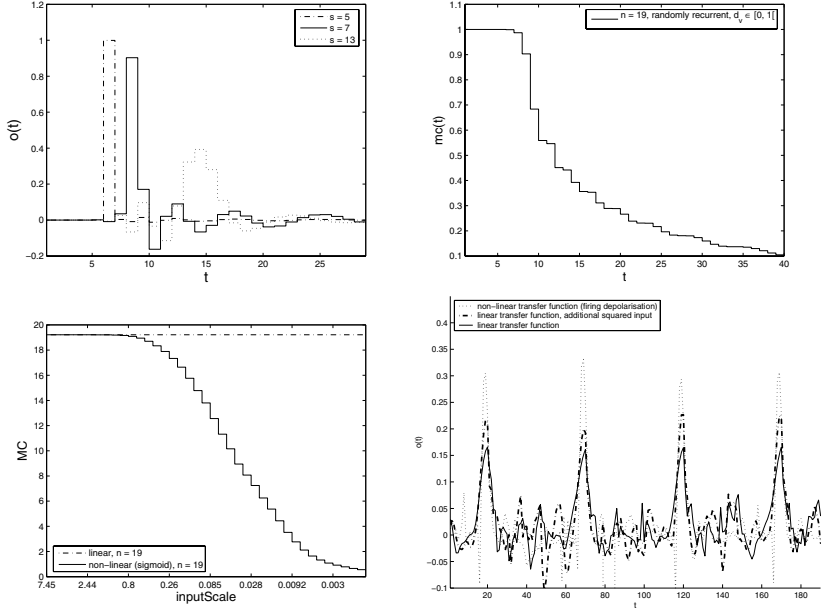 1.2
1
0.8
0.6
0.4
0.2
0
−0.2
o(t)
5 10 15 20 25
t
s = 5
s = 7
s = 13
1.1
1
0.9
0.8
0.7
0.6
0.5
0.4
0.3
0.2
0.1
mc(t)
5 10 15 20 25 30 35 40
t
n = 19, randomly recurrent, d_v ∈ [0, 1[
20
18
16
14
12
10
8
6
4
2
0
MC
7.45 2.44 0.8 0.26 0.085 0.028 0.0092 0.003
inputScale
linear, n = 19
non−linear (sigmoid), n = 19
non−linear transfer function (firing depolarisation)
linear transfer function, additional squared input
linear transfer function
0.4
0.35
0.3
0.25
0.2
0.15
0.1
0.05
0
−0.05
−0.1
o(t)
20 40 60 80 100 120 140 160 180
t